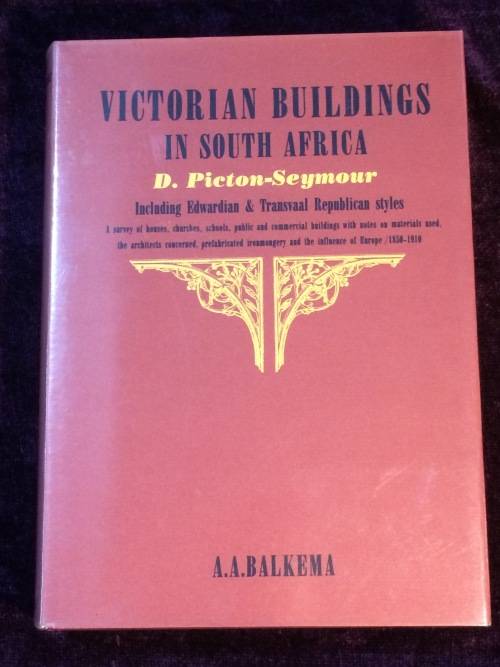 VICTORIAN BUILDINGS
IN SOUTH AFRICA
D. Picton-Seymour
Including Edwardian & Transvaal Republican styles
A survey of houses, churches, schools, public and commercial buildings with notes on materials used,
the architects concerned, prefabricated ironmongery and the influence of Europe / 1850-1910
A.A.BALKEMA